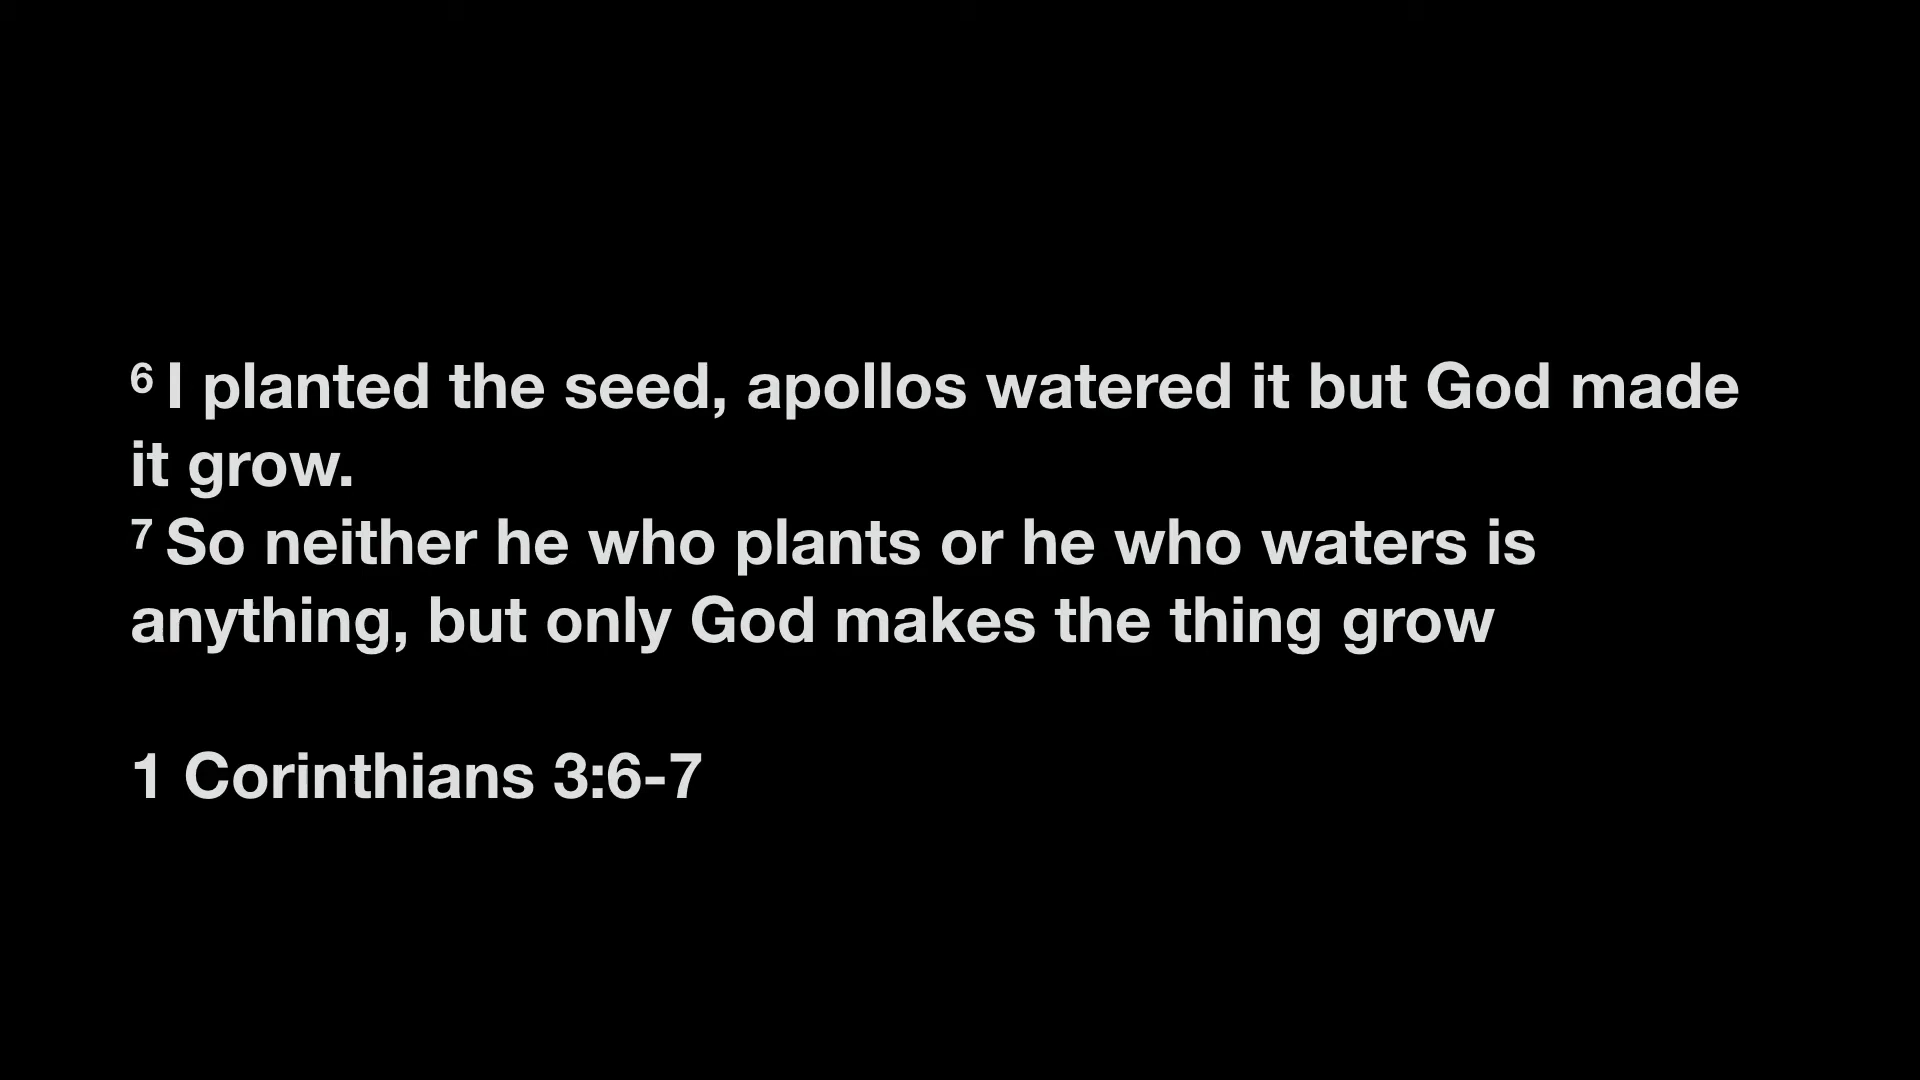 ⁶ I planted the seed, apollos watered it but God made
it grow.
⁷ So neither he who plants or he who waters is
anything, but only God makes the thing grow
1 Corinthians 3:6-7